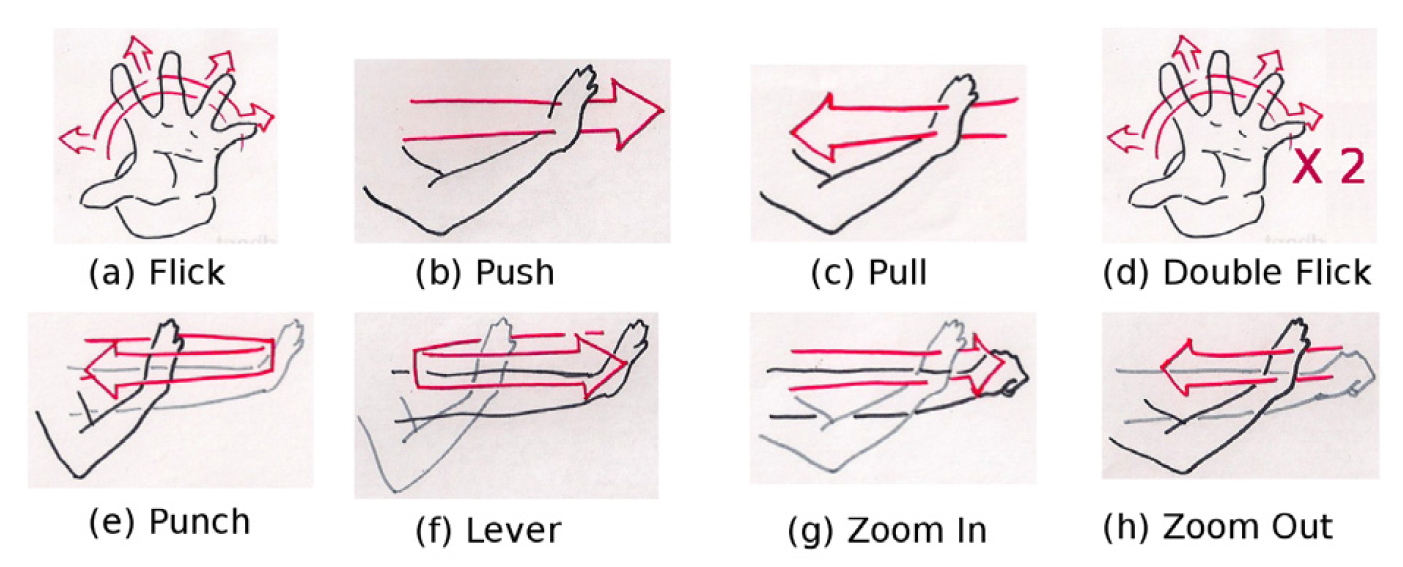 (a) Flick
(b) Push
(c) Pull
X 2
(d) Double Flick
(e) Punch
(f) Lever
(g) Zoom In
(h) Zoom Out